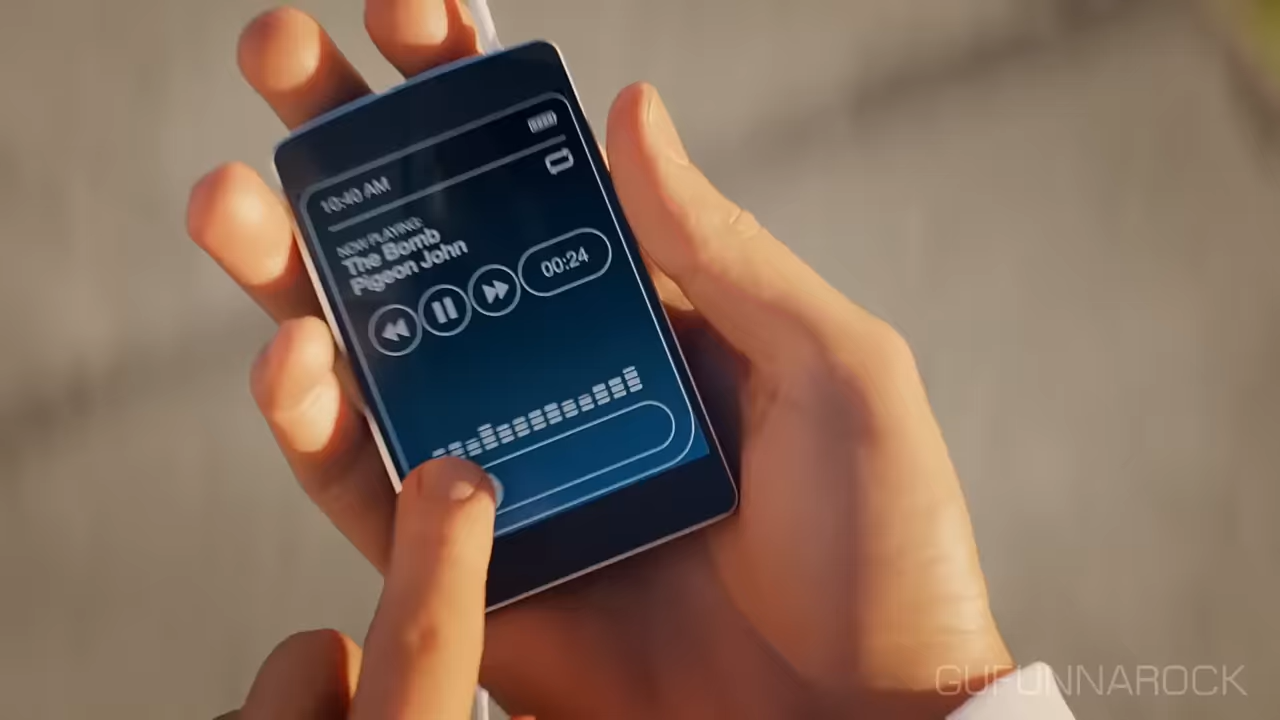 10:40 AM
NOW PLAYING:
The Bomb
Pigeon John
00:24
GUFUNNAROCK